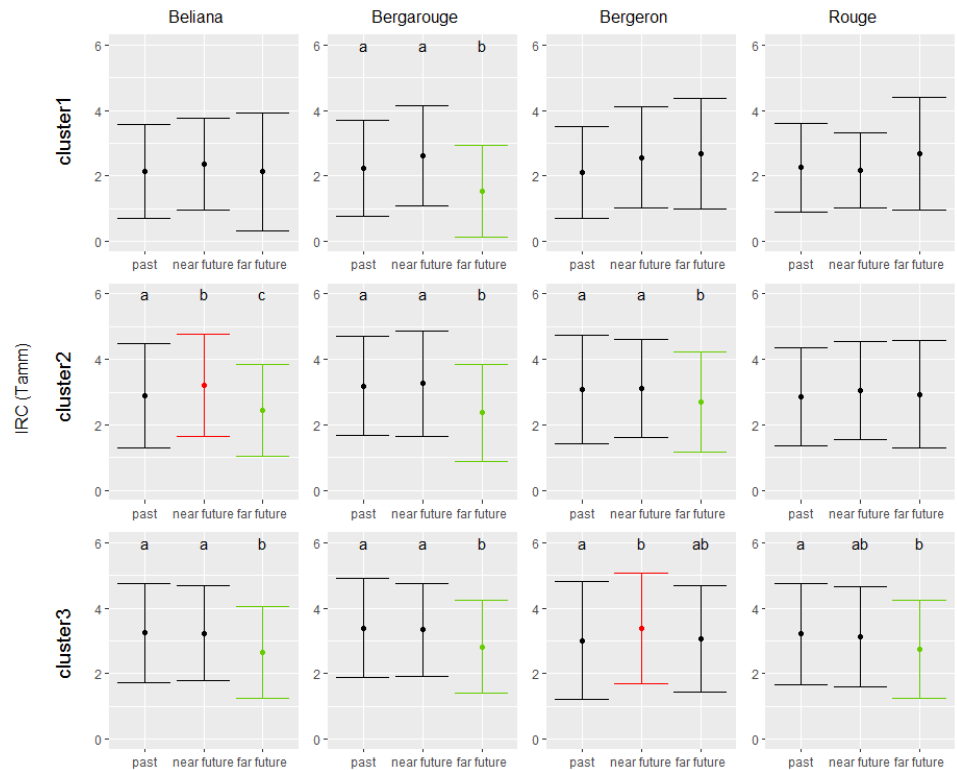 Beliana Bergarouge Bergeron Rouge
IRC (Tamm)
cluster1
6 6 a a b 6 6
4 4 4 4
2 2 2 2
0 0 0 0
past near future far future past near future far future past near future far future past near future far future
cluster2
6 a b c 6 a a b 6 a a b 6
4 4 4 4
2 2 2 2
0 0 0 0
past near future far future past near future far future past near future far future past near future far future
cluster3
6 a a b 6 a a b 6 a b ab 6 a ab b
4 4 4 4
2 2 2 2
0 0 0 0
past near future far future past near future far future past near future far future past near future far future